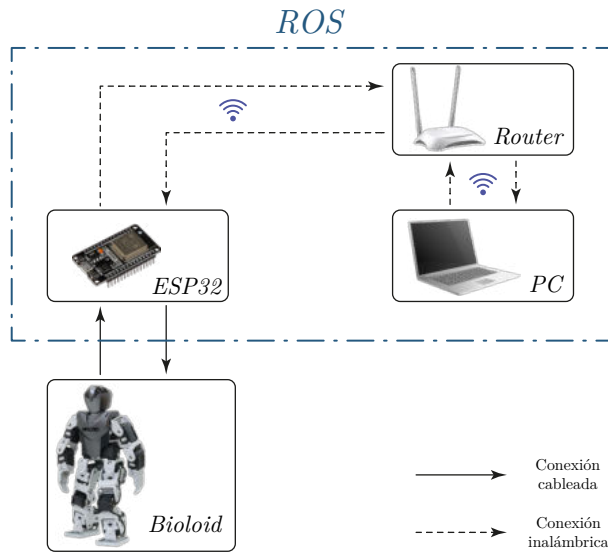 ROS
Router
ESP32
PC
Bioloid
Conexión
cableada
Conexión
inalámbrica